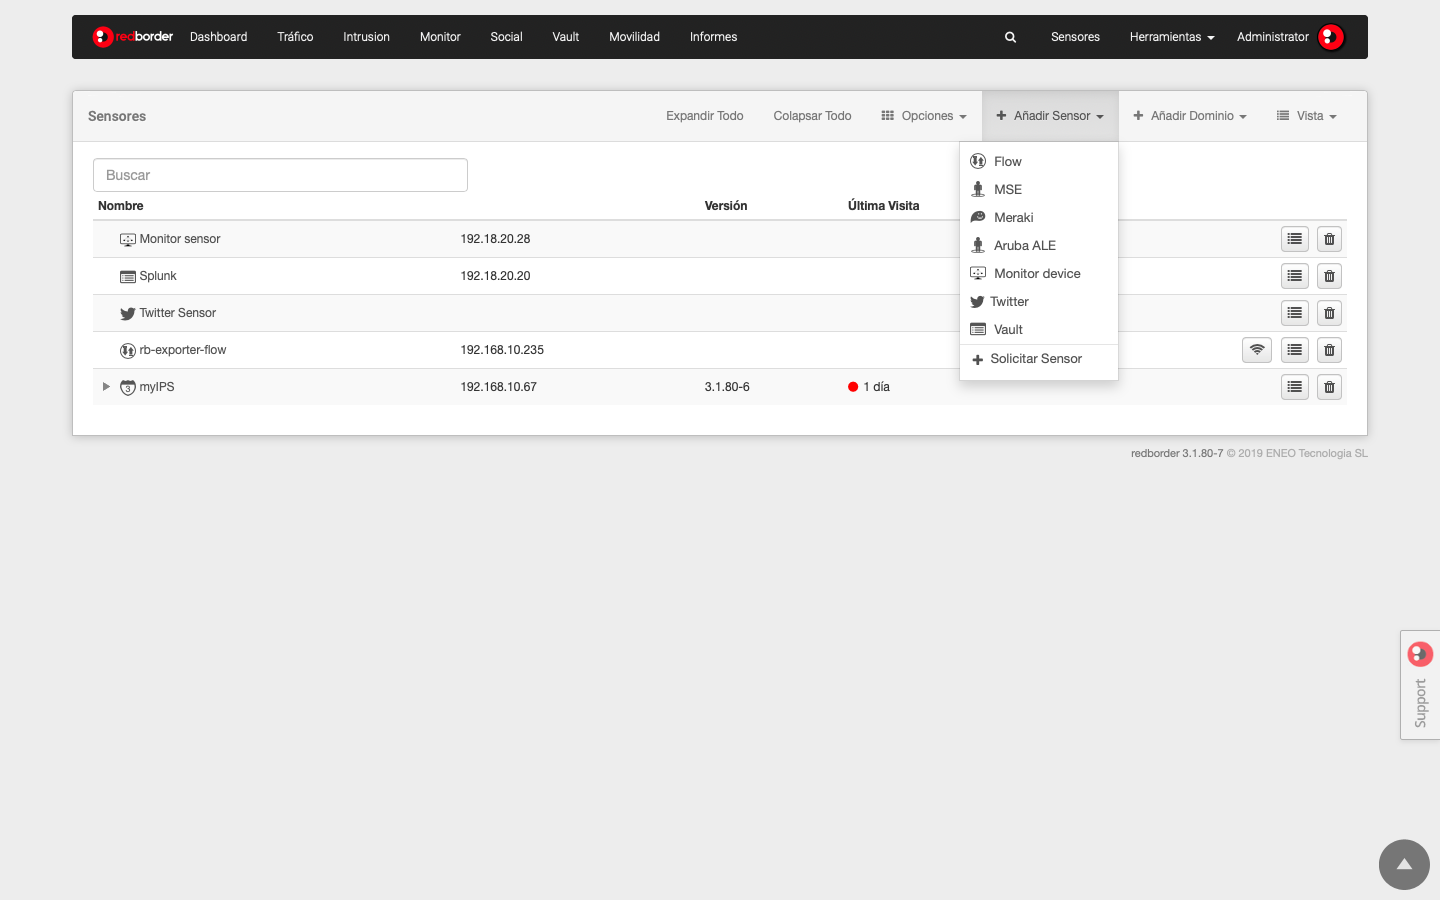 redborder Dashboard Tráfico Intrusion Monitor Social Vault Movilidad Informes Sensores Herramientas Administrator
Sensores Expandir Todo Colapsar Todo Opciones Añadir Sensor Añadir Dominio Vista
Buscar
Nombre Versión Última Visita
Monitor sensor 192.18.20.28
Splunk 192.18.20.20
Twitter Sensor
rb-exporter-flow 192.168.10.235
3 myIPS 192.168.10.67 3.1.80-6 1 día
Flow
MSE
Meraki
Aruba ALE
Monitor device
Twitter
Vault
Solicitar Sensor
redborder 3.1.80-7 © 2019 ENEO Tecnologia SL
Support